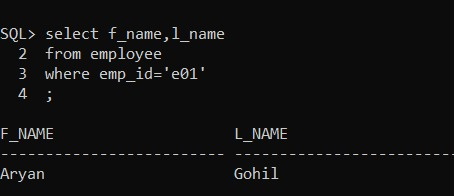 SQL> select f_name,l_name
  2  from employee
  3  where emp_id='e01'
  4  ;
F_NAME                   L_NAME
------------------------ ------------------------
Aryan                    Gohil